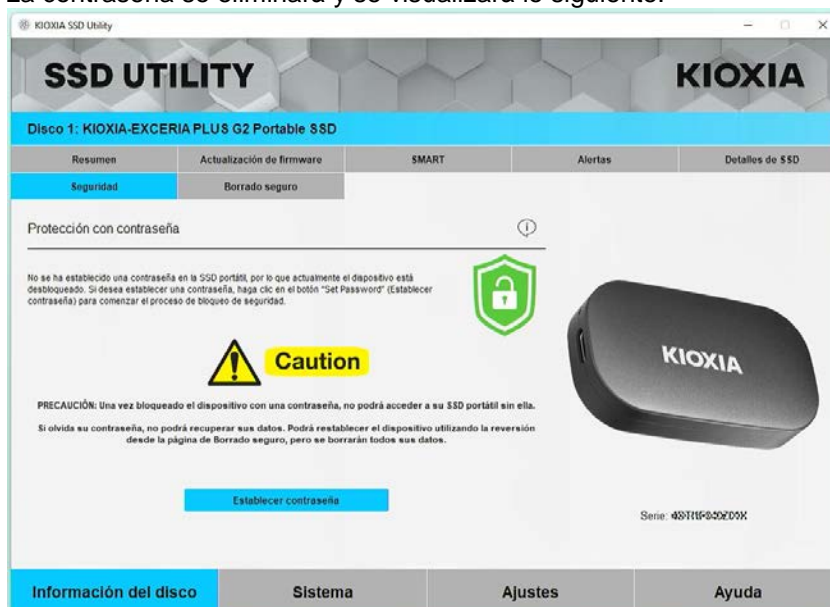 La contraseña se eliminará y se visualizará lo siguiente:
KIOXIA SSD Utility
SSD UTILITY
KIOXIA
Disco 1: KIOXIA-EXCERIA PLUS G2 Portable SSD
Resumen
Actualización de firmware
SMART
Alertas
Detalles de SSD
Seguridad
Borrado seguro
Protección con contraseña
No se ha establecido una contraseña en la SSD portátil, por lo que actualmente el dispositivo está
desbloqueado. Si desea establecer una contraseña, haga clic en el botón "Set Password" (Establecer
contraseña) para comenzar el proceso de bloqueo de seguridad.
Caution
PRECAUCIÓN: Una vez bloqueado el dispositivo con una contraseña, no podrá acceder a su SSD portátil sin ella.
Si olvida su contraseña, no podrá recuperar sus datos. Podrá restablecer el dispositivo utilizando la reversión
desde la página de Borrado seguro, pero se borrarán todos sus datos.
KIOXIA
Establecer contraseña
Serie:
Información del disco
Sistema
Ajustes
Ayuda